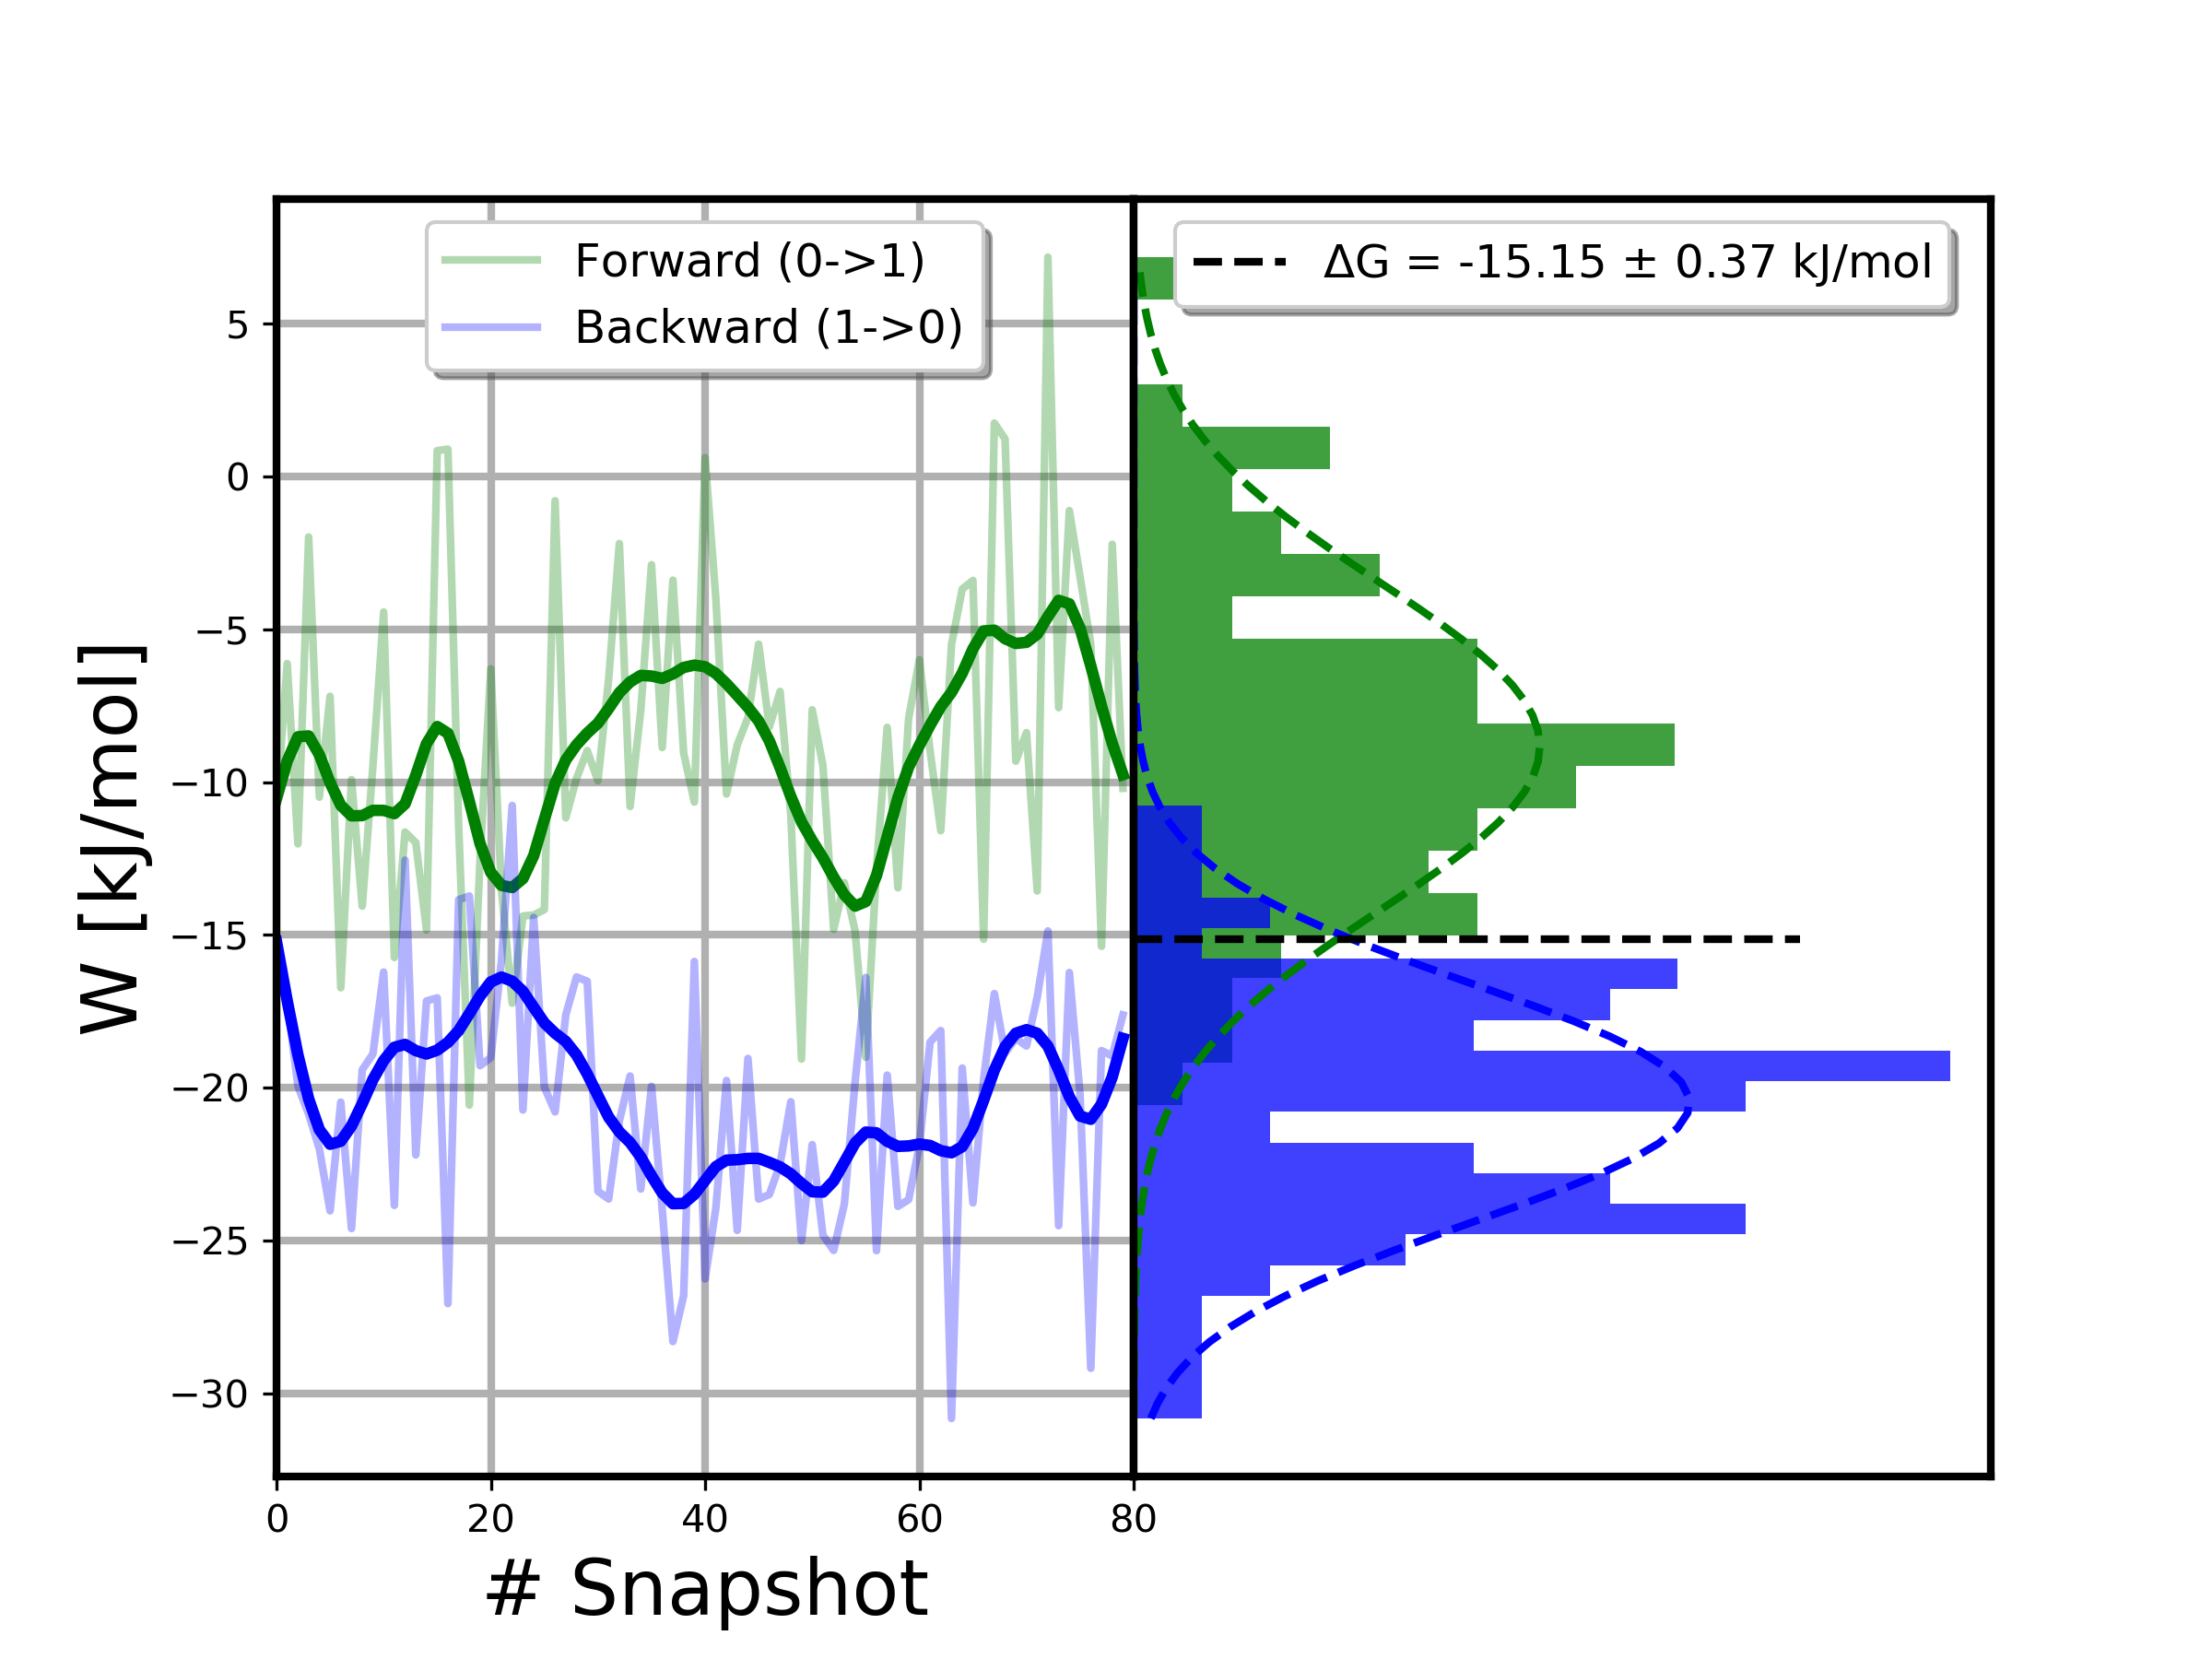 Forward (0->1)
Backward (1->0)
ΔG = -15.15 ± 0.37 kJ/mol
W [kJ/mol]
5
0
−5
−10
−15
−20
−25
−30
0
20
40
60
80
# Snapshot